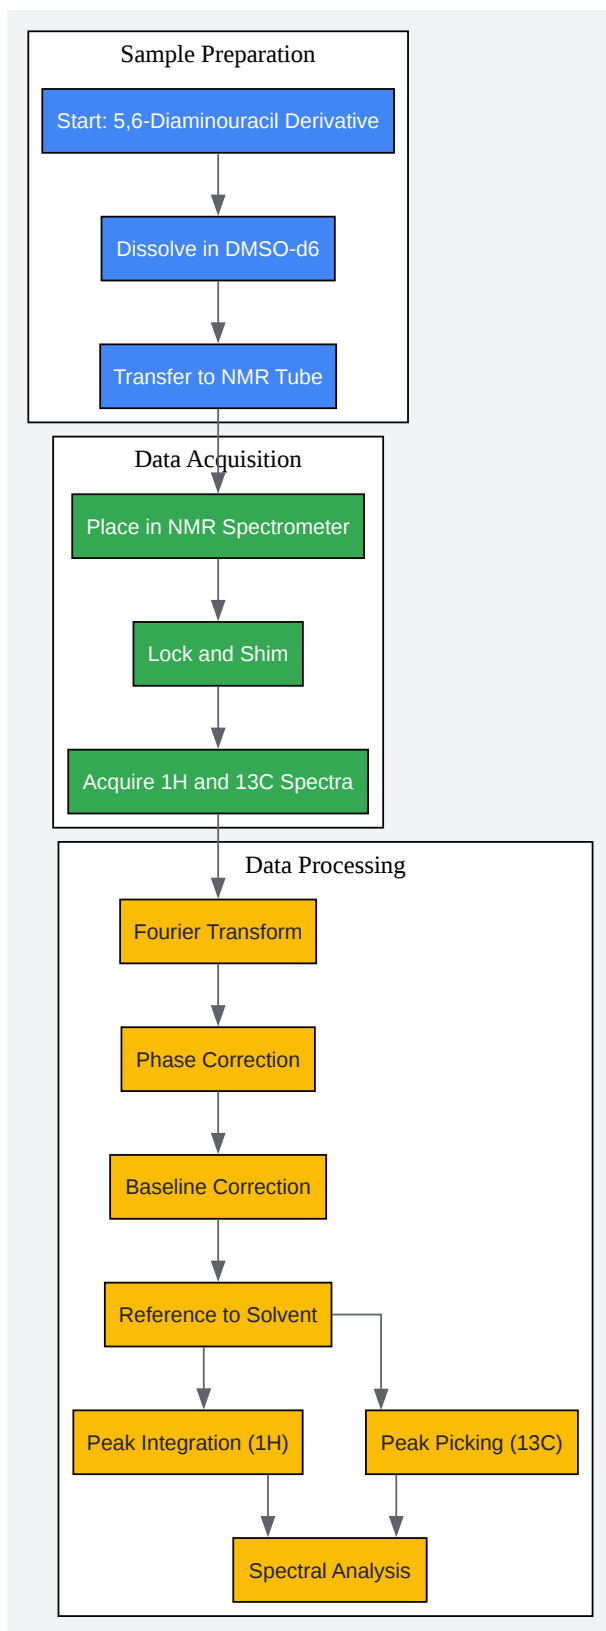 Sample Preparation
Start: 5,6-Diaminouracil Derivative
Dissolve in DMSO-d6
Transfer to NMR Tube
Data Acquisition
Place in NMR Spectrometer
Lock and Shim
Acquire 1H and 13C Spectra
Data Processing
Fourier Transform
Phase Correction
Baseline Correction
Reference to Solvent
Peak Integration (1H)
Peak Picking (13C)
Spectral Analysis